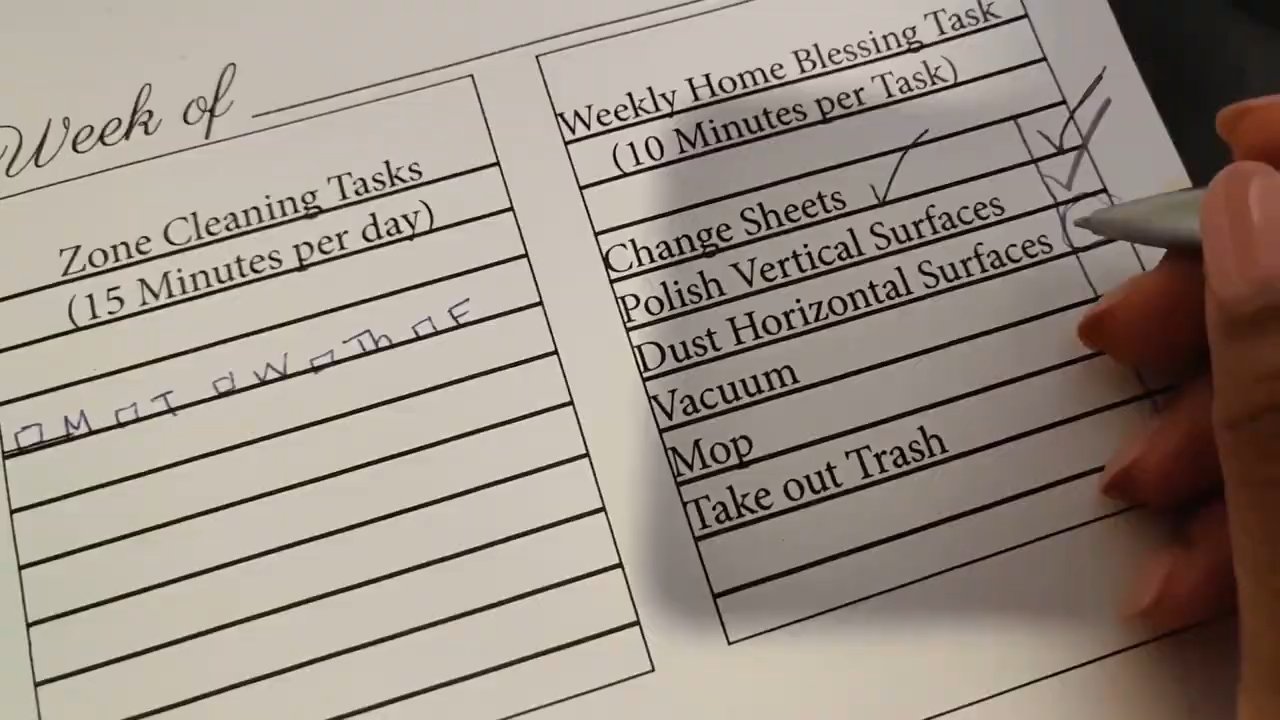 Week of
Zone Cleaning Tasks
(15 Minutes per day)
□ M □ T □ W □ Th □ F
Weekly Home Blessing Task
(10 Minutes per Task)
Change Sheets ✓
Polish Vertical Surfaces
Dust Horizontal Surfaces
Vacuum
Mop
Take out Trash